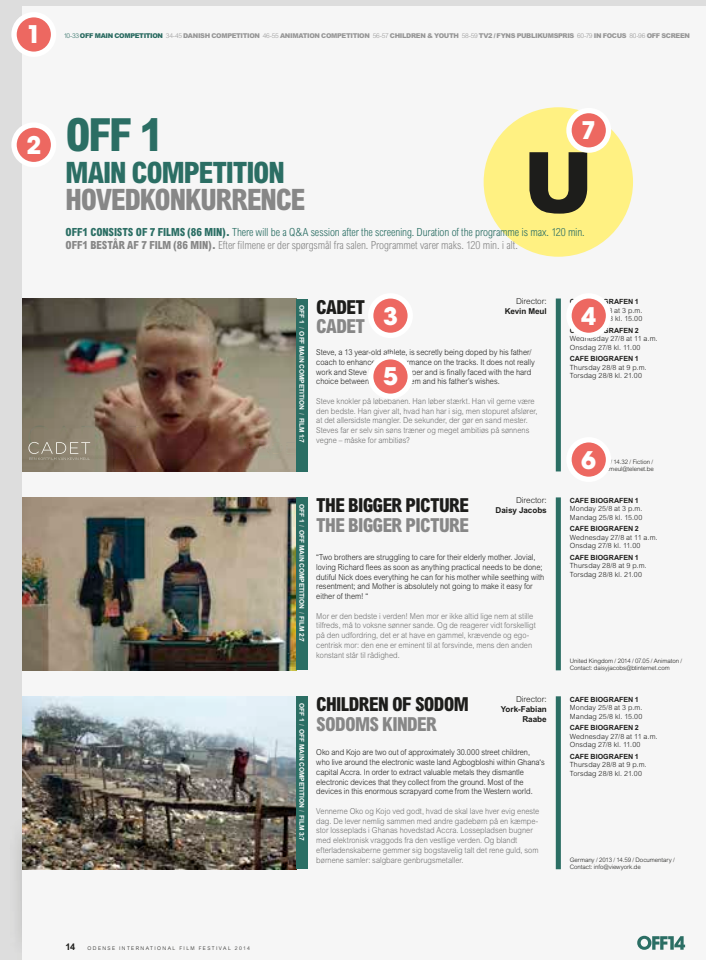 1
10-33 OFF MAIN COMPETITION 34-45 DANISH COMPETITION 46-55 ANIMATION COMPETITION 56-57 CHILDREN & YOUTH 58-59 TV2 / FYNS PUBLIKUMSPRIS 60-79 IN FOCUS 80-96 OFF SCREEN
2
OFF 1
MAIN COMPETITION
HOVEDKONKURRENCE
7
U
OFF1 CONSISTS OF 7 FILMS (86 MIN). There will be a Q&A session after the screening. Duration of the programme is max. 120 min.
OFF1 BESTÅR AF 7 FILM (86 MIN). Efter filmene er der spørgsmål fra salen. Programmet varer maks. 120 min. i alt.
CADET
OFF 1 / OFF MAIN COMPETITION / FILM 1:7
CADET
CADET
3
Director:
Kevin Meul
5
Steve, a 13 year-old athlete, is secretly being doped by his father/
coach to enhance performance on the tracks. It does not really
work and Steve per and is finally faced with the hard
choice between em and his father's wishes.
Steve knokler på løbebanen. Han løber stærkt. Han vil gerne være
den bedste. Han giver alt, hvad han har i sig, men stopuret afslører,
at det allersidste mangler. De sekunder, der gør en sand mester.
Steves far er selv sin søns træner og meget ambitiøs på sønnens
vegne – måske for ambitiøs?
4
CAFE BIOGRAFEN 1
at 3 p.m.
kl. 15.00
BIOGRAFEN 2
Wednesday 27/8 at 11 a.m.
Onsdag 27/8 kl. 11.00
CAFE BIOGRAFEN 1
Thursday 28/8 at 9 p.m.
Torsdag 28/8 kl. 21.00
6
/ 14.32 / Fiction /
meul@telenet.be
OFF 1 / OFF MAIN COMPETITION / FILM 2:7
THE BIGGER PICTURE
THE BIGGER PICTURE
Director:
Daisy Jacobs
"Two brothers are struggling to care for their elderly mother. Jovial,
loving Richard flees as soon as anything practical needs to be done;
dutiful Nick does everything he can for his mother while seething with
resentment; and Mother is absolutely not going to make it easy for
either of them! "
Mor er den bedste i verden! Men mor er ikke altid lige nem at stille
tilfreds, må to voksne sønner sande. Og de reagerer vidt forskelligt
på den udfordring, det er at have en gammel, krævende og ego-
centrisk mor: den ene er eminent til at forsvinde, mens den anden
konstant står til rådighed.
CAFE BIOGRAFEN 1
Monday 25/8 at 3 p.m.
Mandag 25/8 kl. 15.00
CAFE BIOGRAFEN 2
Wednesday 27/8 at 11 a.m.
Onsdag 27/8 kl. 11.00
CAFE BIOGRAFEN 1
Thursday 28/8 at 9 p.m.
Torsdag 28/8 kl. 21.00
United Kingdom / 2014 / 07.05 / Animaton /
Contact: daisyjacobs@btinternet.com
OFF 1 / OFF MAIN COMPETITION / FILM 3:7
CHILDREN OF SODOM
SODOMS KINDER
Director:
York-Fabian
Raabe
Oko and Kojo are two out of approximately 30.000 street children,
who live around the electronic waste land Agbogbloshi within Ghana's
capital Accra. In order to extract valuable metals they dismantle
electronic devices that they collect from the ground. Most of the
devices in this enormous scrapyard come from the Western world.
Vennerne Oko og Kojo ved godt, hvad de skal lave hver evig eneste
dag. De lever nemlig sammen med andre gadebørn på en kæmpe-
stor losseplads i Ghanas hovedstad Accra. Lossepladsen bugner
med elektronisk vraggods fra den vestlige verden. Og blandt
efterladenskaberne gemmer sig bogstavelig talt det rene guld, som
børnene samler: salgbare genbrugsmetaller.
CAFE BIOGRAFEN 1
Monday 25/8 at 3 p.m.
Mandag 25/8 kl. 15.00
CAFE BIOGRAFEN 2
Wednesday 27/8 at 11 a.m.
Onsdag 27/8 kl. 11.00
CAFE BIOGRAFEN 1
Thursday 28/8 at 9 p.m.
Torsdag 28/8 kl. 21.00
Germany / 2013 / 14.59 / Documentary /
Contact: info@viewyork.de
14 ODENSE INTERNATIONAL FILM FESTIVAL 2014
OFF14